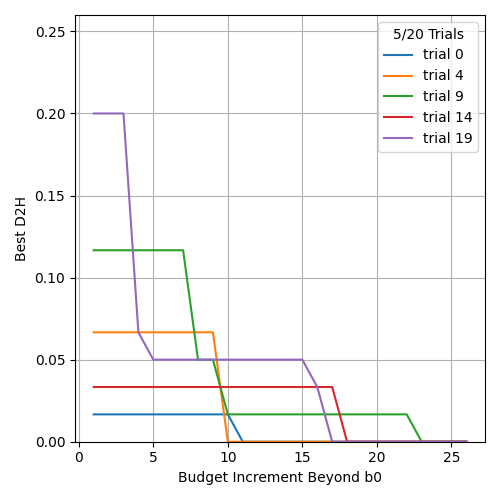 5/20 Trials
trial 0
trial 4
trial 9
trial 14
trial 19
0.25
0.20
0.15
0.10
0.05
0.00
Best D2H
0 5 10 15 20 25
Budget Increment Beyond b0